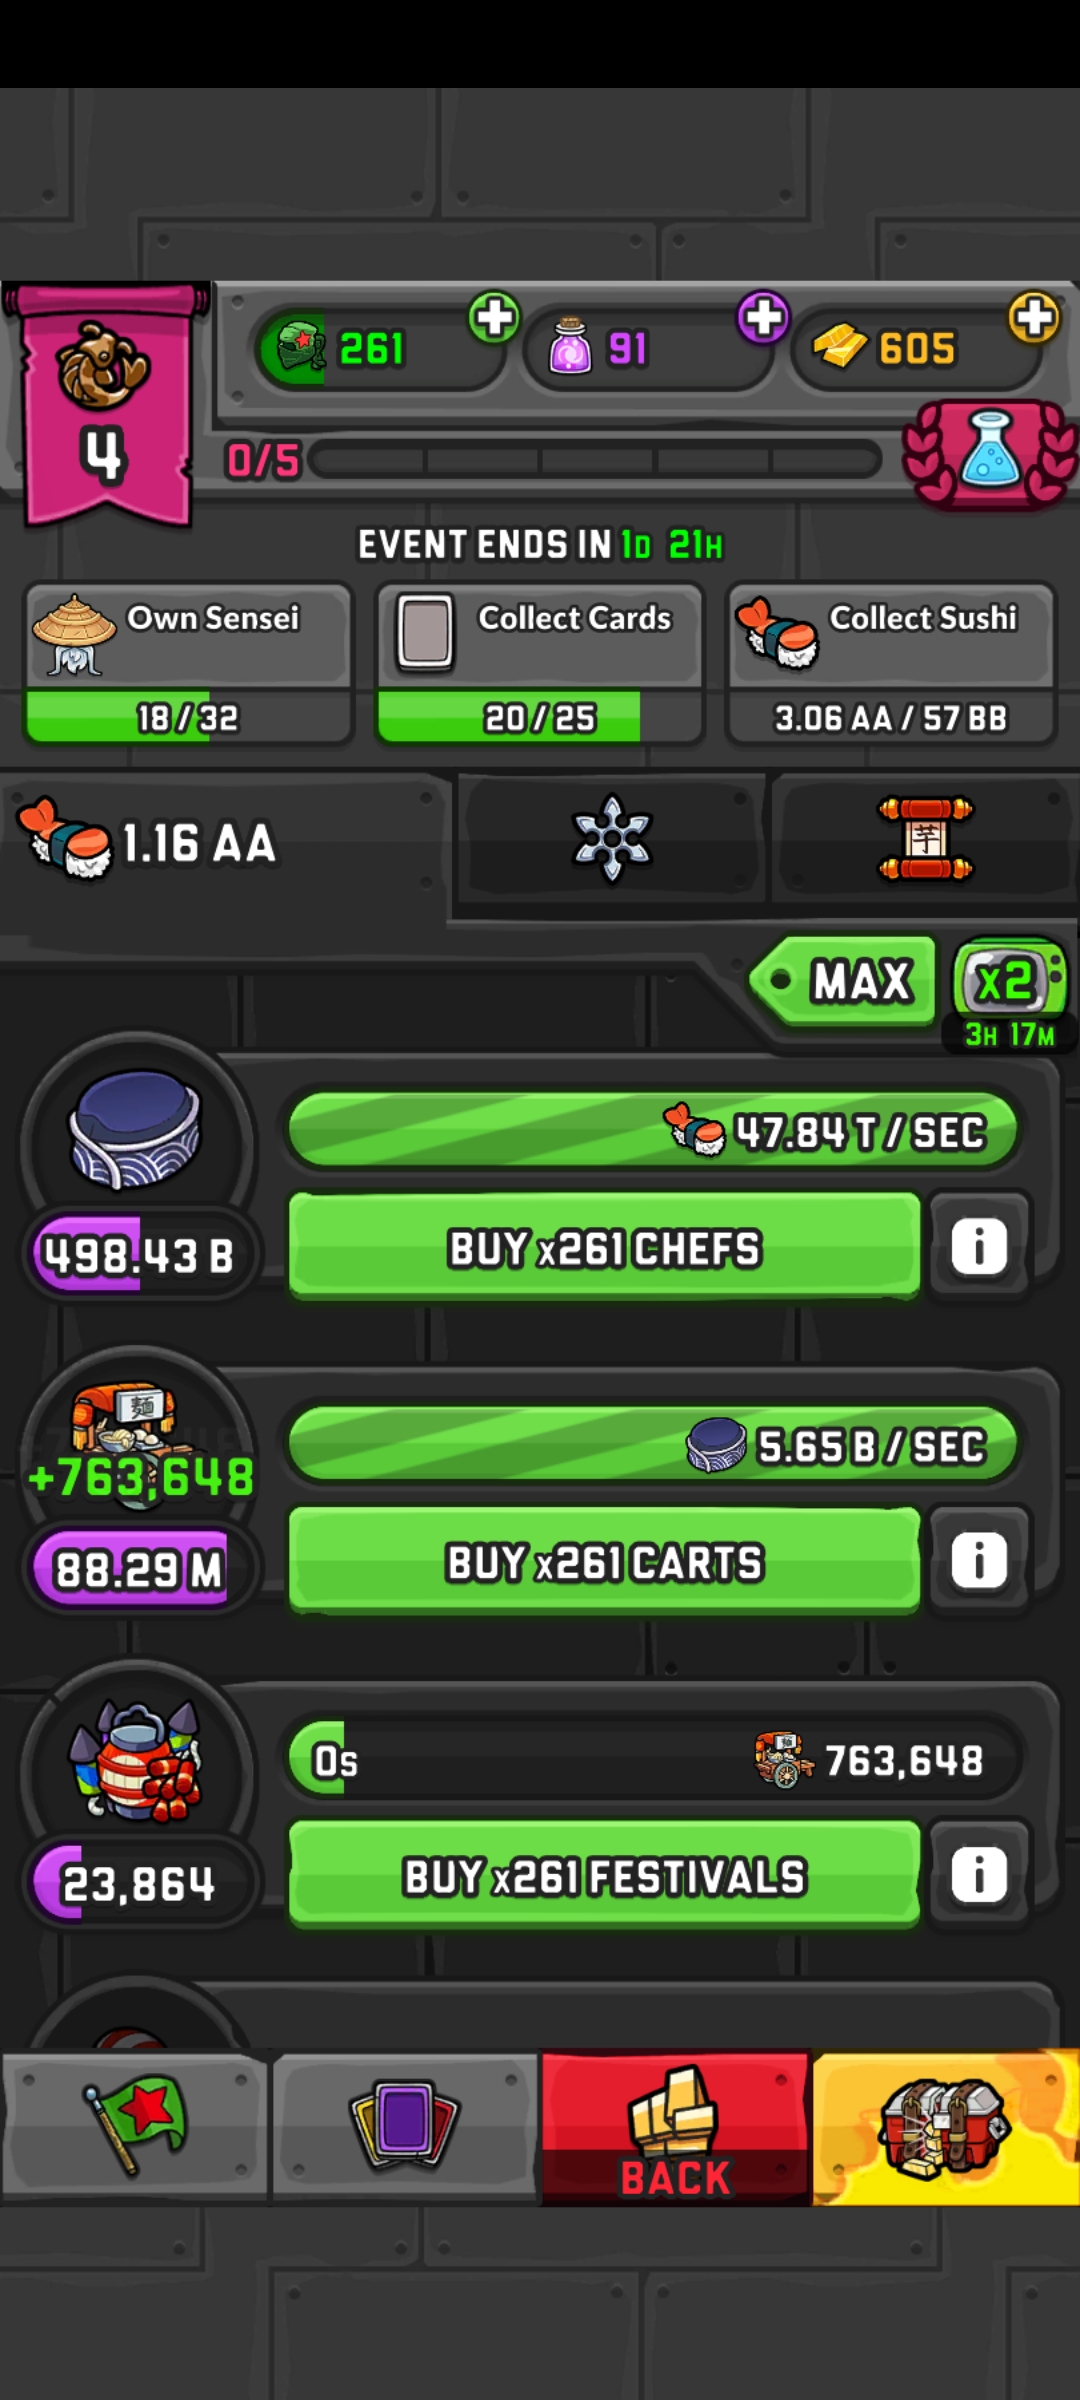 261
91
605
4
0/5
EVENT ENDS IN 1D 21H
Own Sensei
Collect Cards
Collect Sushi
18 / 32
20 / 25
3.06 AA / 57 BB
1.16 AA
芋
MAX
x2
3H 17M
47.84 T / SEC
498.43 B
BUY x261 CHEFS
麺
+763,648
5.65 B / SEC
88.29 M
BUY x261 CARTS
0s
763,648
23,864
BUY x261 FESTIVALS
BACK